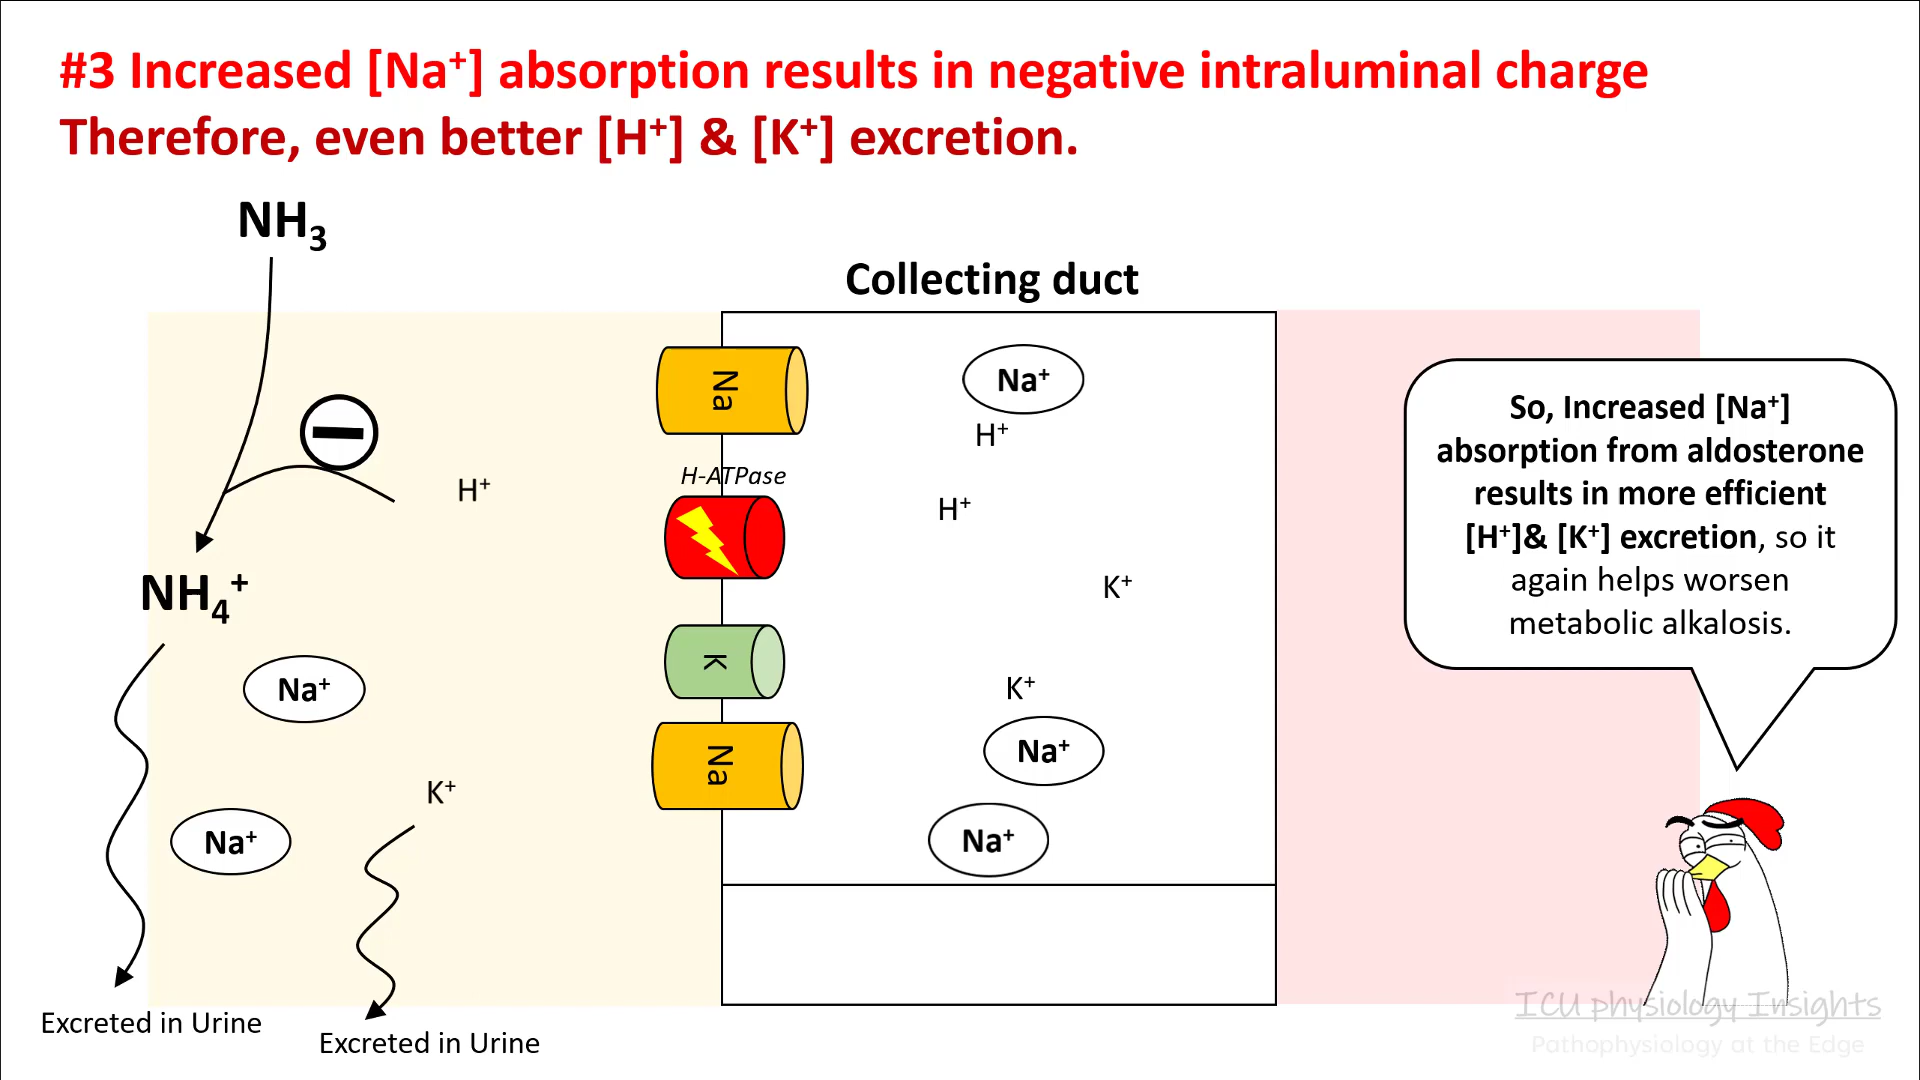 #3 Increased [Na⁺] absorption results in negative intraluminal charge
Therefore, even better [H⁺] & [K⁺] excretion.
NH₃
Collecting duct
Na
Na⁺
H⁺
H-ATPase
H⁺
H⁺
K⁺
NH₄⁺
K
K⁺
Na⁺
Na
Na⁺
K⁺
Na⁺
Na⁺
So, Increased [Na⁺]
absorption from aldosterone
results in more efficient
[H⁺]& [K⁺] excretion, so it
again helps worsen
metabolic alkalosis.
Excreted in Urine
Excreted in Urine
ICU physiology Insights
Pathophysiology at the Edge